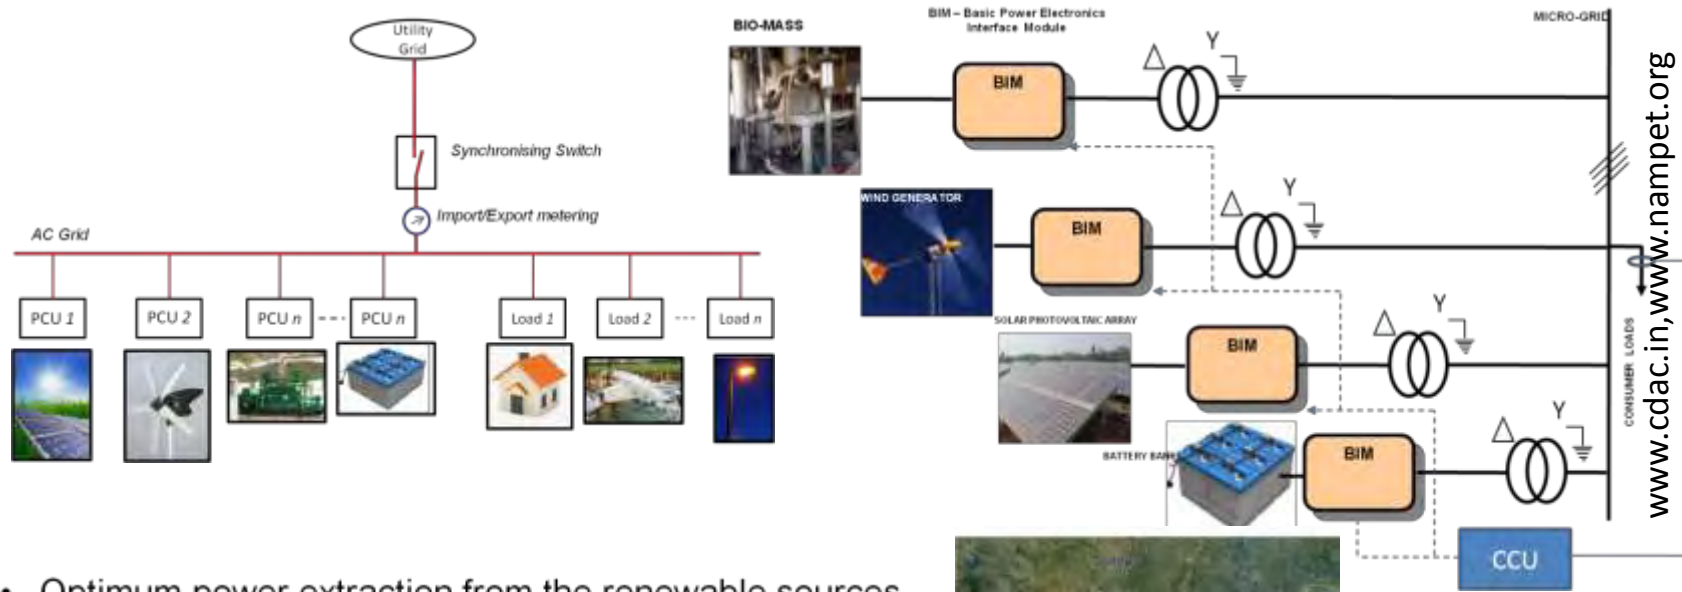 Utility
Grid
Synchronising Switch
Import/Export metering
AC Grid
PCU 1
PCU 2
PCU n
PCU n
Load 1
Load 2
Load n
BIO-MASS
BIM – Basic Power Electronics
Interface Module
MICRO-GRID
BIM
Δ
Y
WIND GENERATOR
BIM
Δ
Y
SOLAR PHOTOVOLTAIC ARRAY
BIM
Δ
Y
BATTERY BANK
BIM
Δ
Y
CONSUMER LOADS
CCU
www.cdac.in,www.nampet.org
• Optimum power extraction from the renewable sources